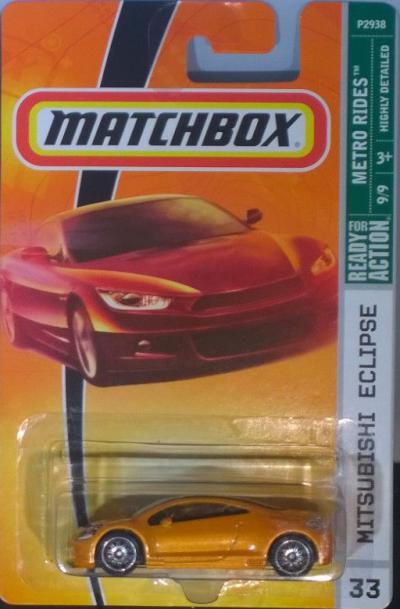 P2938
MATCHBOX®
METRO RIDES™
HIGHLY DETAILED
9/9
3+
READY FOR ACTION®
MITSUBISHI ECLIPSE
33